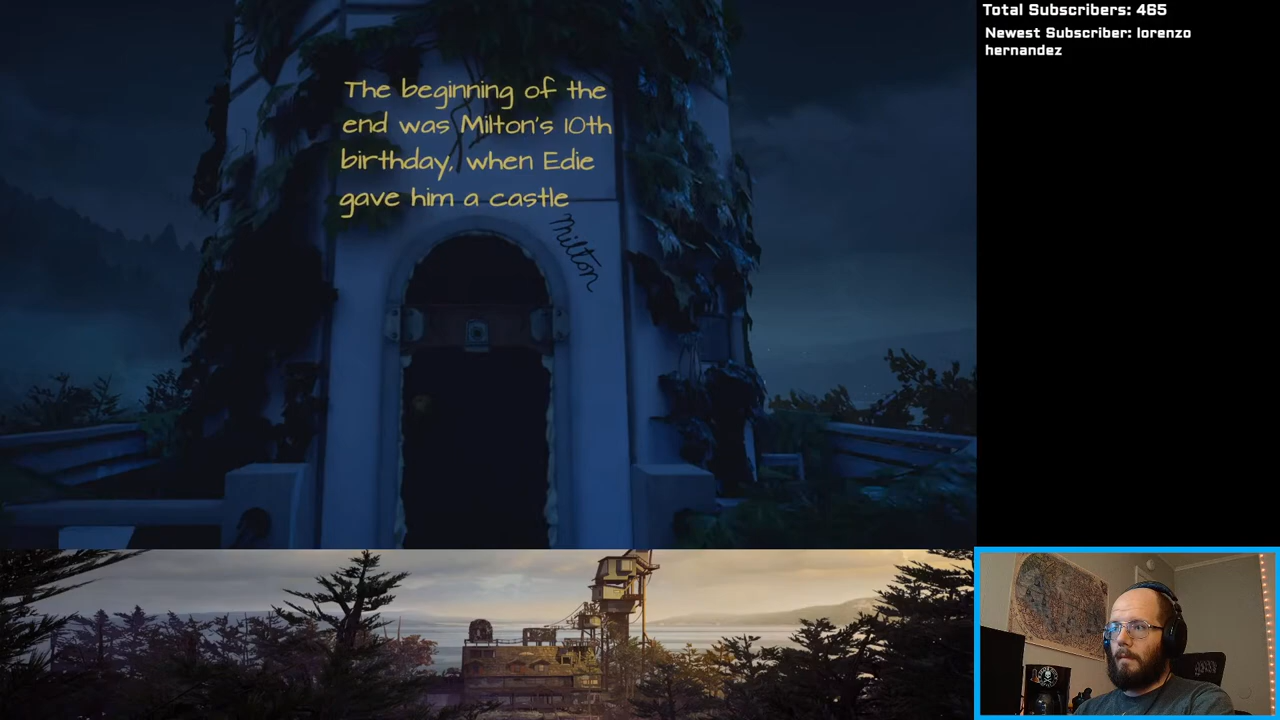 The beginning of the
end was Milton's 10th
birthday, when Edie
gave him a castle
Milton
Total Subscribers: 465
Newest Subscriber: lorenzo
hernandez